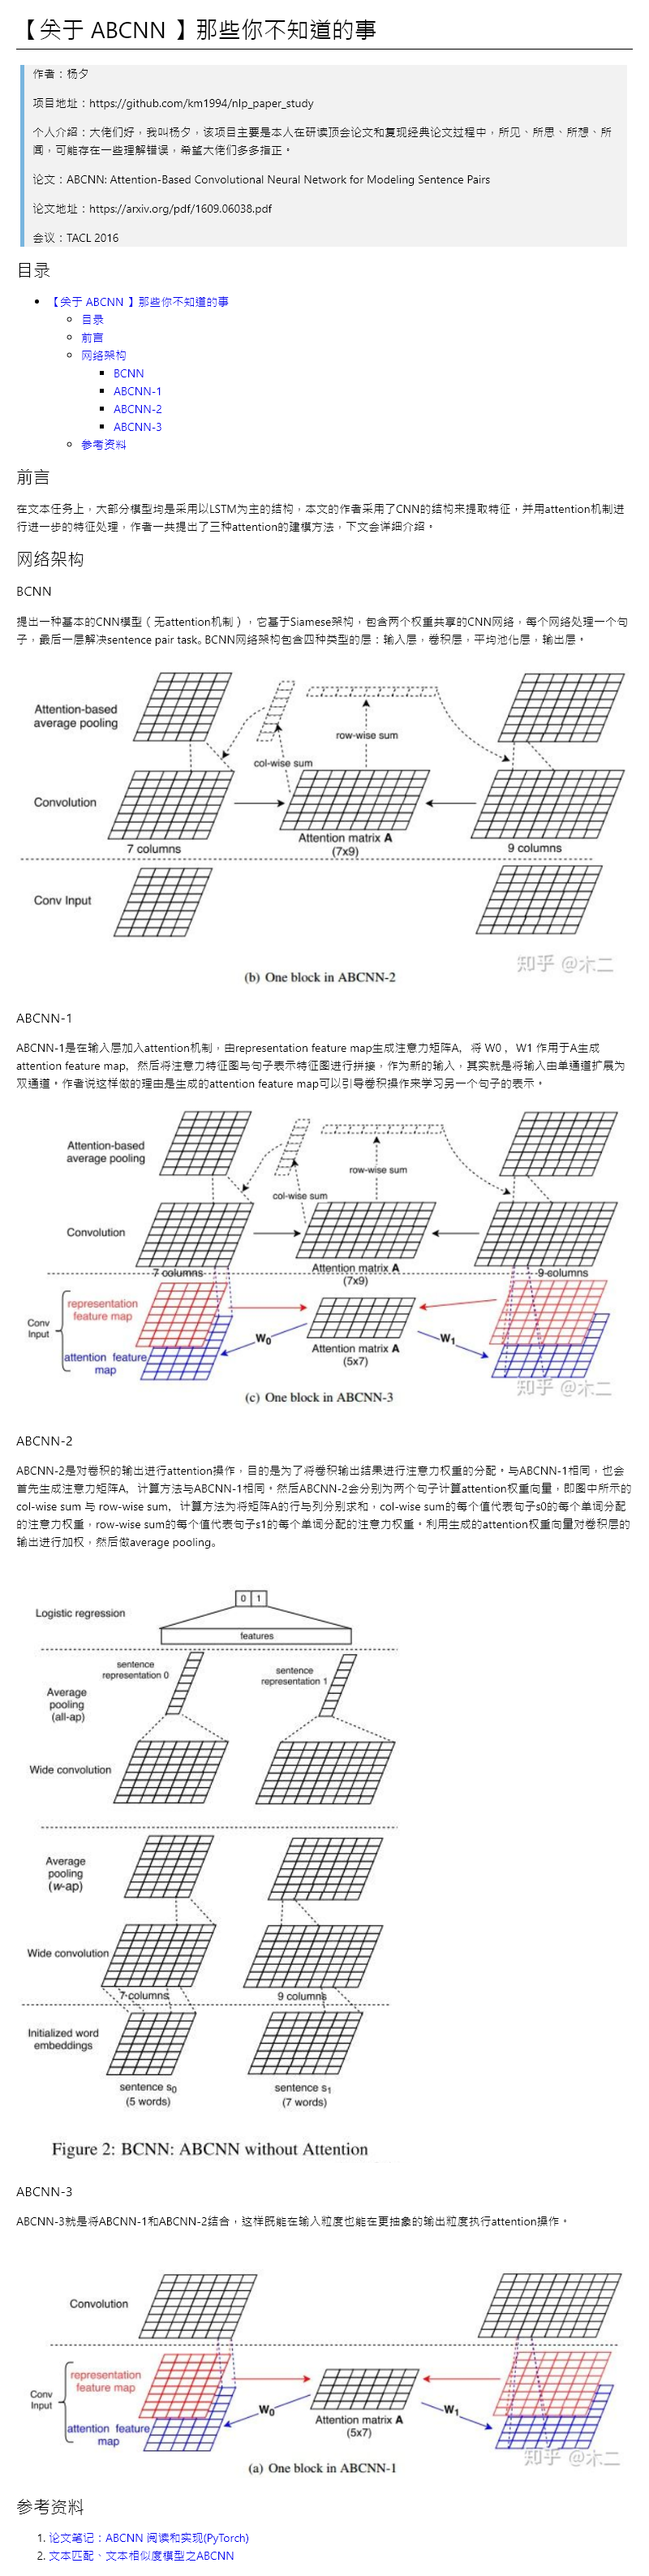 【关于 ABCNN 】那些你不知道的事
作者：杨夕
项目地址：https://github.com/km1994/nlp_paper_study
个人介绍：大佬们好，我叫杨夕，该项目主要是本人在研读顶会论文和复现经典论文过程中，所见、所思、所想、所
闻，可能存在一些理解错误，希望大佬们多多指正。
论文：ABCNN: Attention-Based Convolutional Neural Network for Modeling Sentence Pairs
论文地址：https://arxiv.org/pdf/1609.06038.pdf
会议：TACL 2016
目录
【关于 ABCNN 】那些你不知道的事
目录
前言
网络架构
BCNN
ABCNN-1
ABCNN-2
ABCNN-3
参考资料
前言
在文本任务上，大部分模型均是采用以LSTM为主的结构，本文的作者采用了CNN的结构来提取特征，并用attention机制进
行进一步的特征处理，作者一共提出了三种attention的建模方法，下文会详细介绍。
网络架构
BCNN
提出一种基本的CNN模型（无attention机制），它基于Siamese架构，包含两个权重共享的CNN网络，每个网络处理一个句
子，最后一层解决sentence pair task。BCNN网络架构包含四种类型的层：输入层，卷积层，平均池化层，输出层。
Attention-based
average pooling
row-wise sum
col-wise sum
Convolution
7 columns
Attention matrix A
(7x9)
9 columns
Conv Input
知乎 @木二
(b) One block in ABCNN-2
ABCNN-1
ABCNN-1是在输入层加入attention机制，由representation feature map生成注意力矩阵A，将 W0 ，W1 作用于A生成
attention feature map，然后将注意力特征图与句子表示特征图进行拼接，作为新的输入，其实就是将输入由单通道扩展为
双通道。作者说这样做的理由是生成的attention feature map可以引导卷积操作来学习另一个句子的表示。
Attention-based
average pooling
row-wise sum
col-wise sum
Convolution
7 columns
Attention matrix A
(7x9)
9 columns
Conv
Input
representation
feature map
attention feature
map
W0
Attention matrix A
(5x7)
W1
知乎 @木二
(c) One block in ABCNN-3
ABCNN-2
ABCNN-2是对卷积的输出进行attention操作，目的是为了将卷积输出结果进行注意力权重的分配。与ABCNN-1相同，也会
首先生成注意力矩阵A，计算方法与ABCNN-1相同。然后ABCNN-2会分别为两个句子计算attention权重向量，即图中所示的
col-wise sum 与 row-wise sum，计算方法为将矩阵A的行与列分别求和，col-wise sum的每个值代表句子s0的每个单词分配
的注意力权重，row-wise sum的每个值代表句子s1的每个单词分配的注意力权重。利用生成的attention权重向量对卷积层的
输出进行加权，然后做average pooling。
0 1
Logistic regression
features
sentence
representation 0
sentence
representation 1
Average
pooling
(all-ap)
Wide convolution
Average
pooling
(w-ap)
Wide convolution
7 columns
9 columns
Initialized word
embeddings
sentence s0
(5 words)
sentence s1
(7 words)
Figure 2: BCNN: ABCNN without Attention
ABCNN-3
ABCNN-3就是将ABCNN-1和ABCNN-2结合，这样既能在输入粒度也能在更抽象的输出粒度执行attention操作。
Convolution
Conv
Input
representation
feature map
attention feature
map
W0
Attention matrix A
(5x7)
W1
知乎 @木二
(a) One block in ABCNN-1
参考资料
1. 论文笔记：ABCNN 阅读和实现(PyTorch)
2. 文本匹配、文本相似度模型之ABCNN